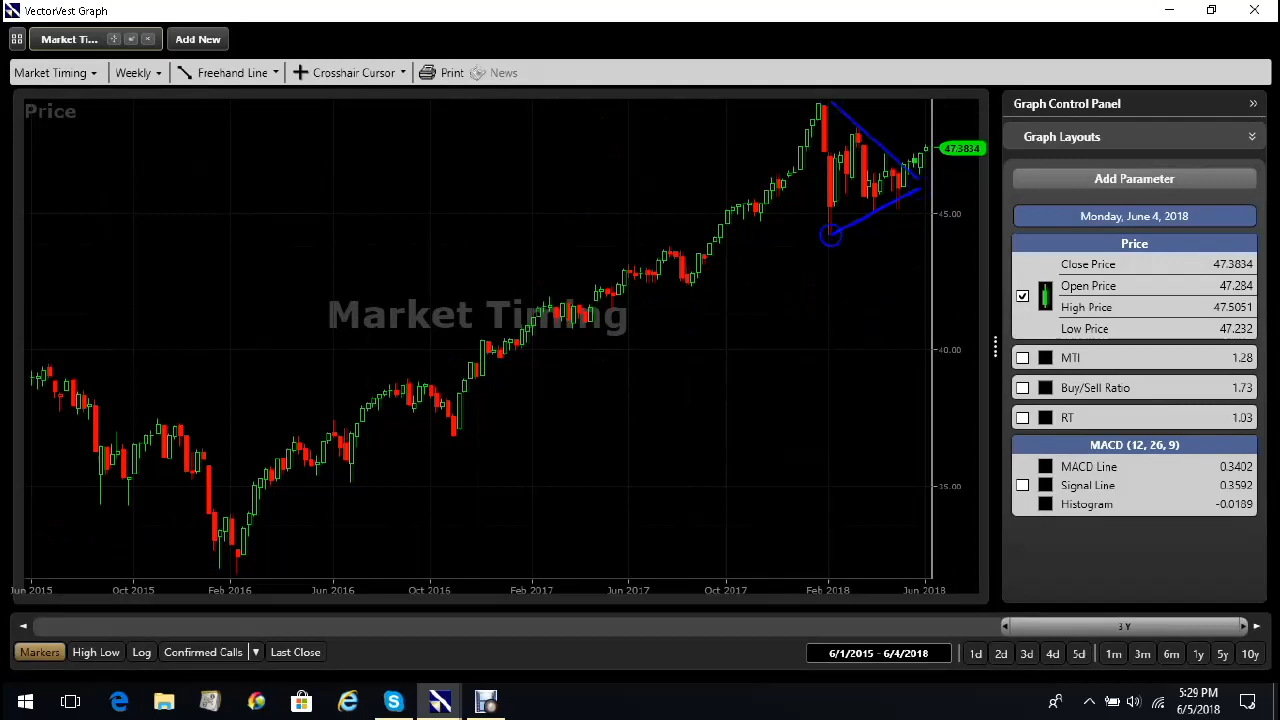 VectorVest Graph
Market Ti...
Add New
Market Timing
Weekly
Freehand Line
Crosshair Cursor
Print
News
Price
Market Timing
47.3834
45.00
40.00
35.00
Jun 2015
Oct 2015
Feb 2016
Jun 2016
Oct 2016
Feb 2017
Jun 2017
Oct 2017
Feb 2018
Jun 2018
Graph Control Panel
Graph Layouts
Add Parameter
Monday, June 4, 2018
Price
Close Price 47.3834
Open Price 47.284
High Price 47.5051
Low Price 47.232
MTI 1.28
Buy/Sell Ratio 1.73
RT 1.03
MACD (12, 26, 9)
MACD Line 0.3402
Signal Line 0.3592
Histogram -0.0189
3 Y
Markers
High Low
Log
Confirmed Calls
Last Close
6/1/2015 - 6/4/2018
1d 2d 3d 4d 5d 1m 3m 6m 1y 5y 10y
5:29 PM
6/5/2018